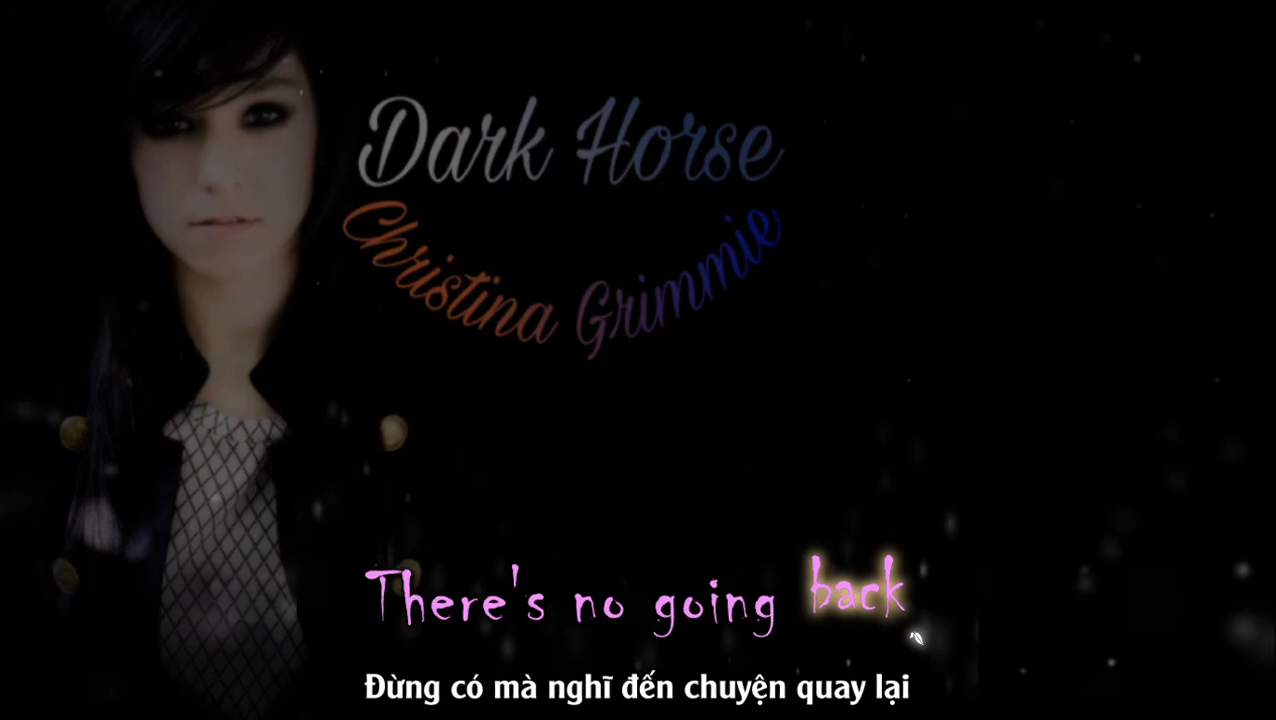 Dark Horse
Christina Grimmie
There's no going back
Đừng có mà nghĩ đến chuyện quay lại